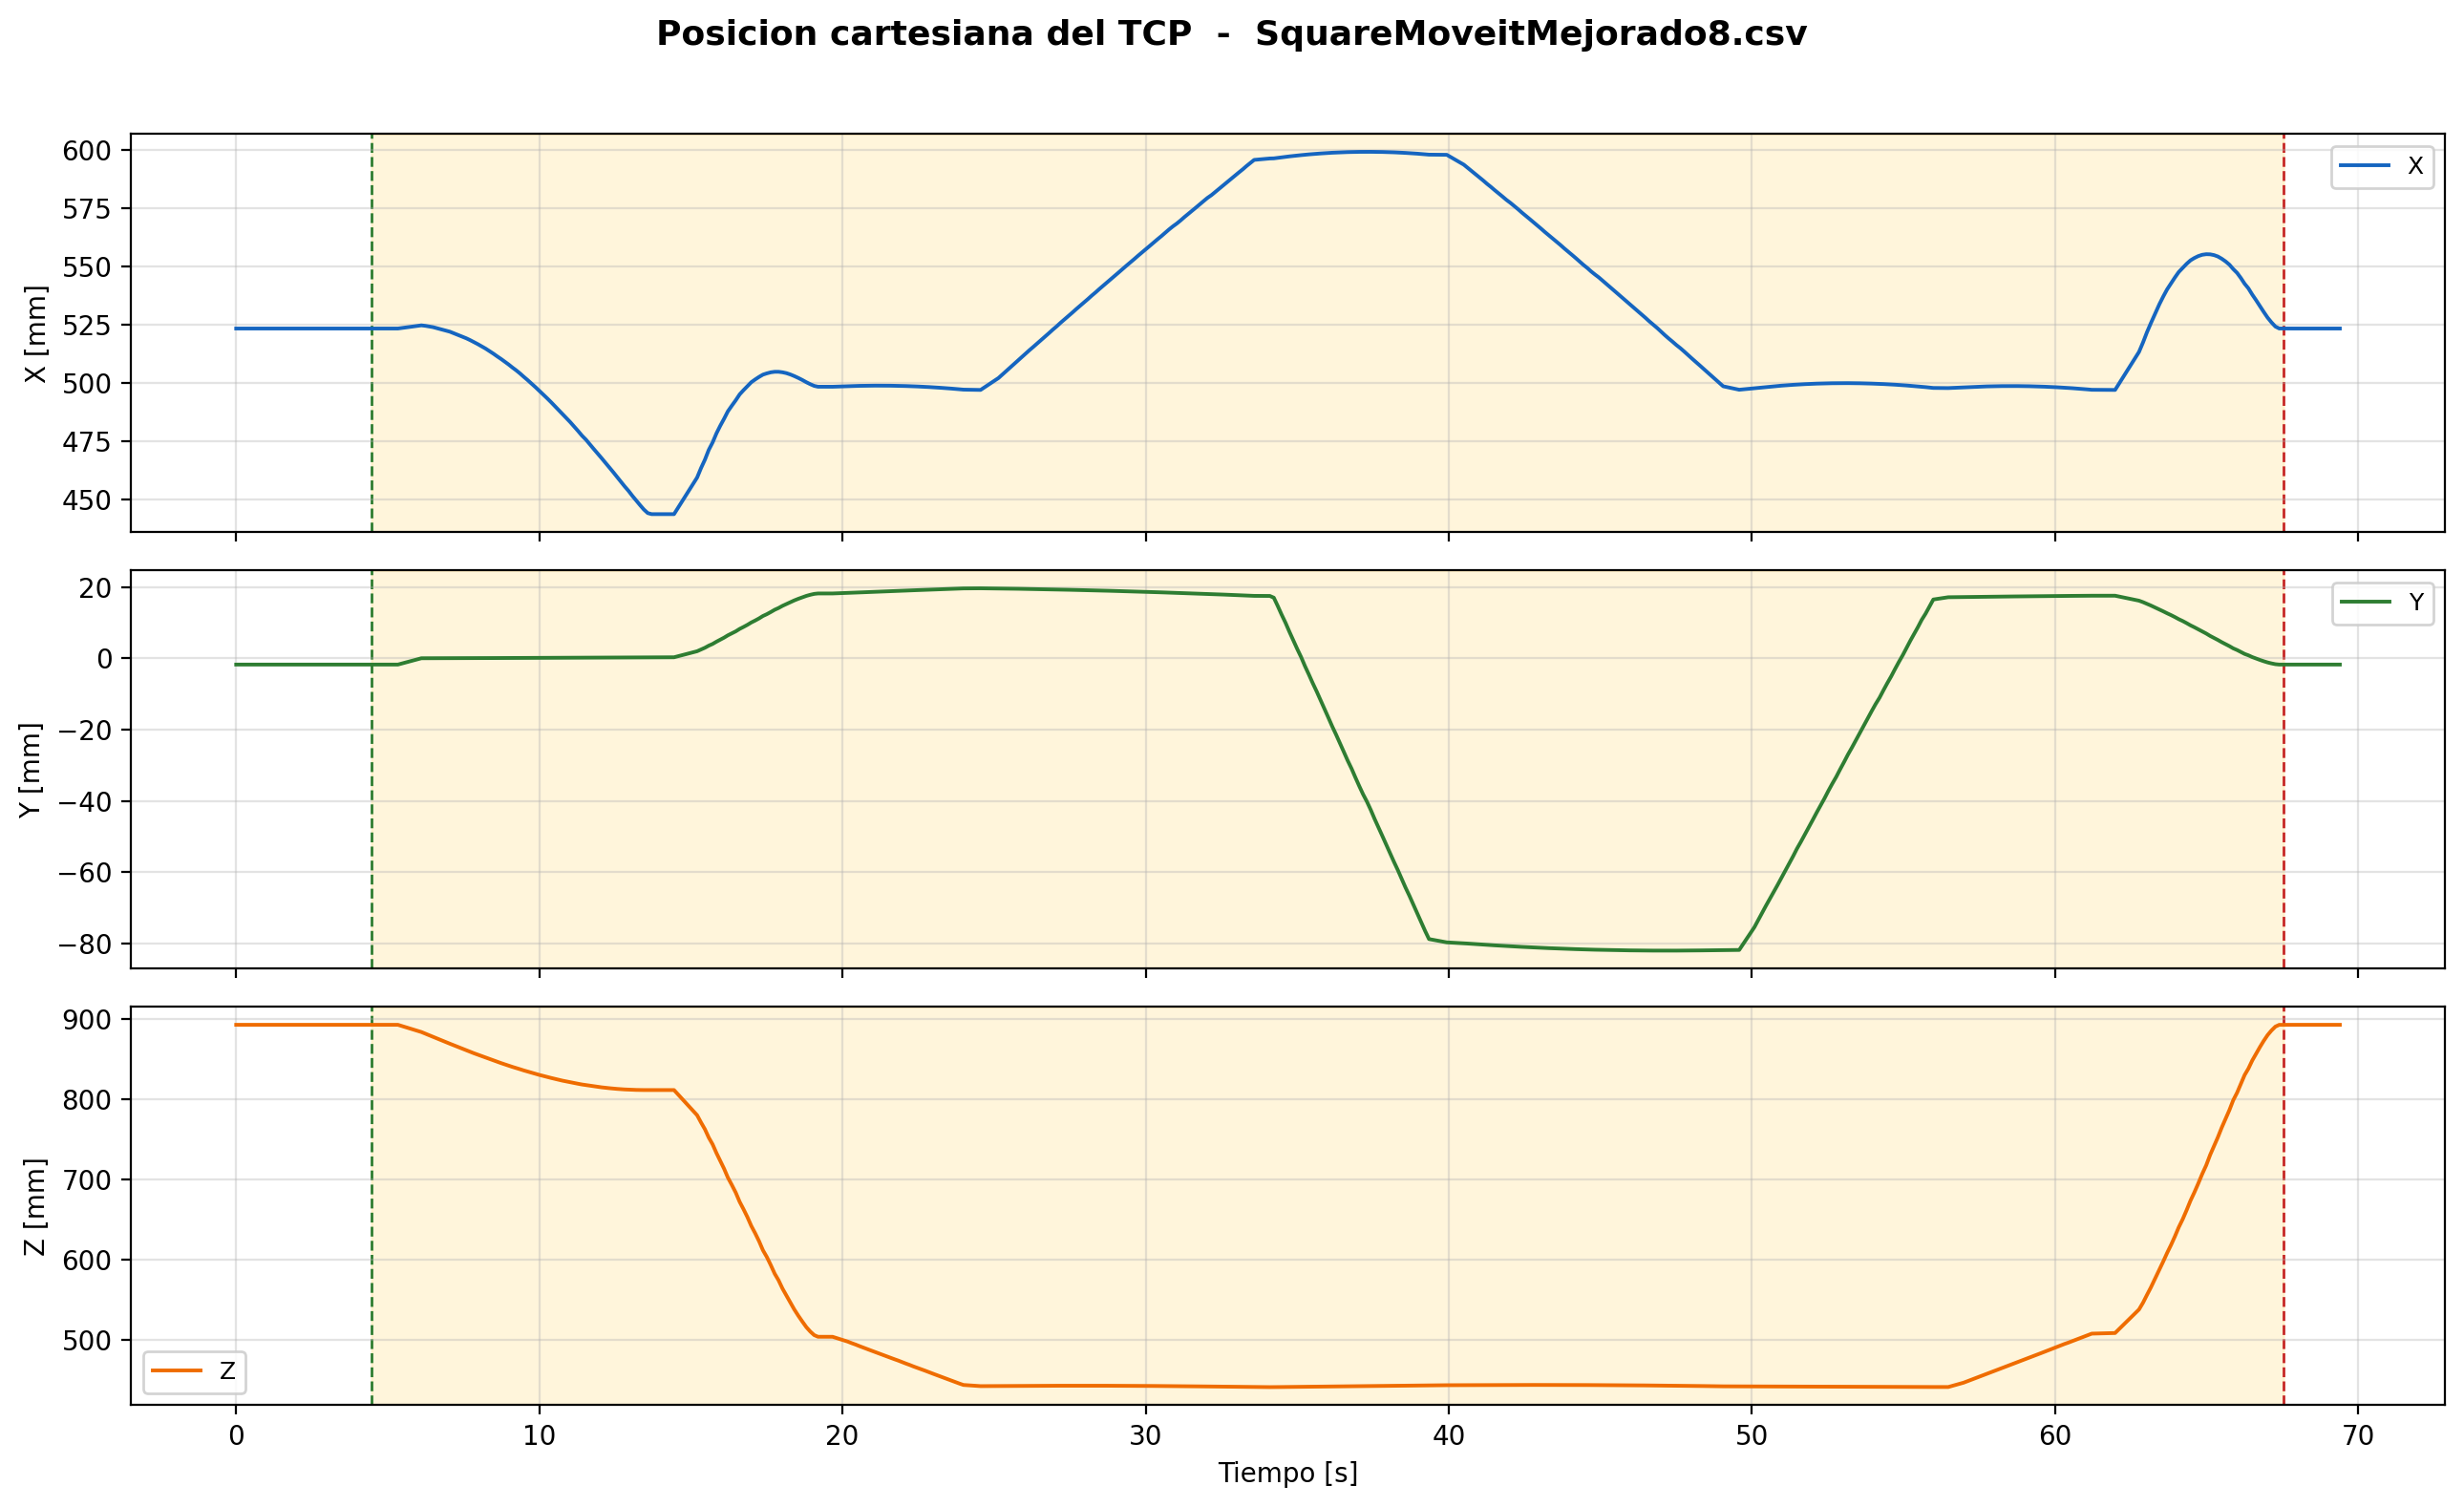 Posicion cartesiana del TCP - SquareMoveitMejorado8.csv
600
575
550
525
500
475
450
X [mm]
X
20
0
−20
−40
−60
−80
Y [mm]
Y
900
800
700
600
500
Z [mm]
Z
0 10 20 30 40 50 60 70
Tiempo [s]